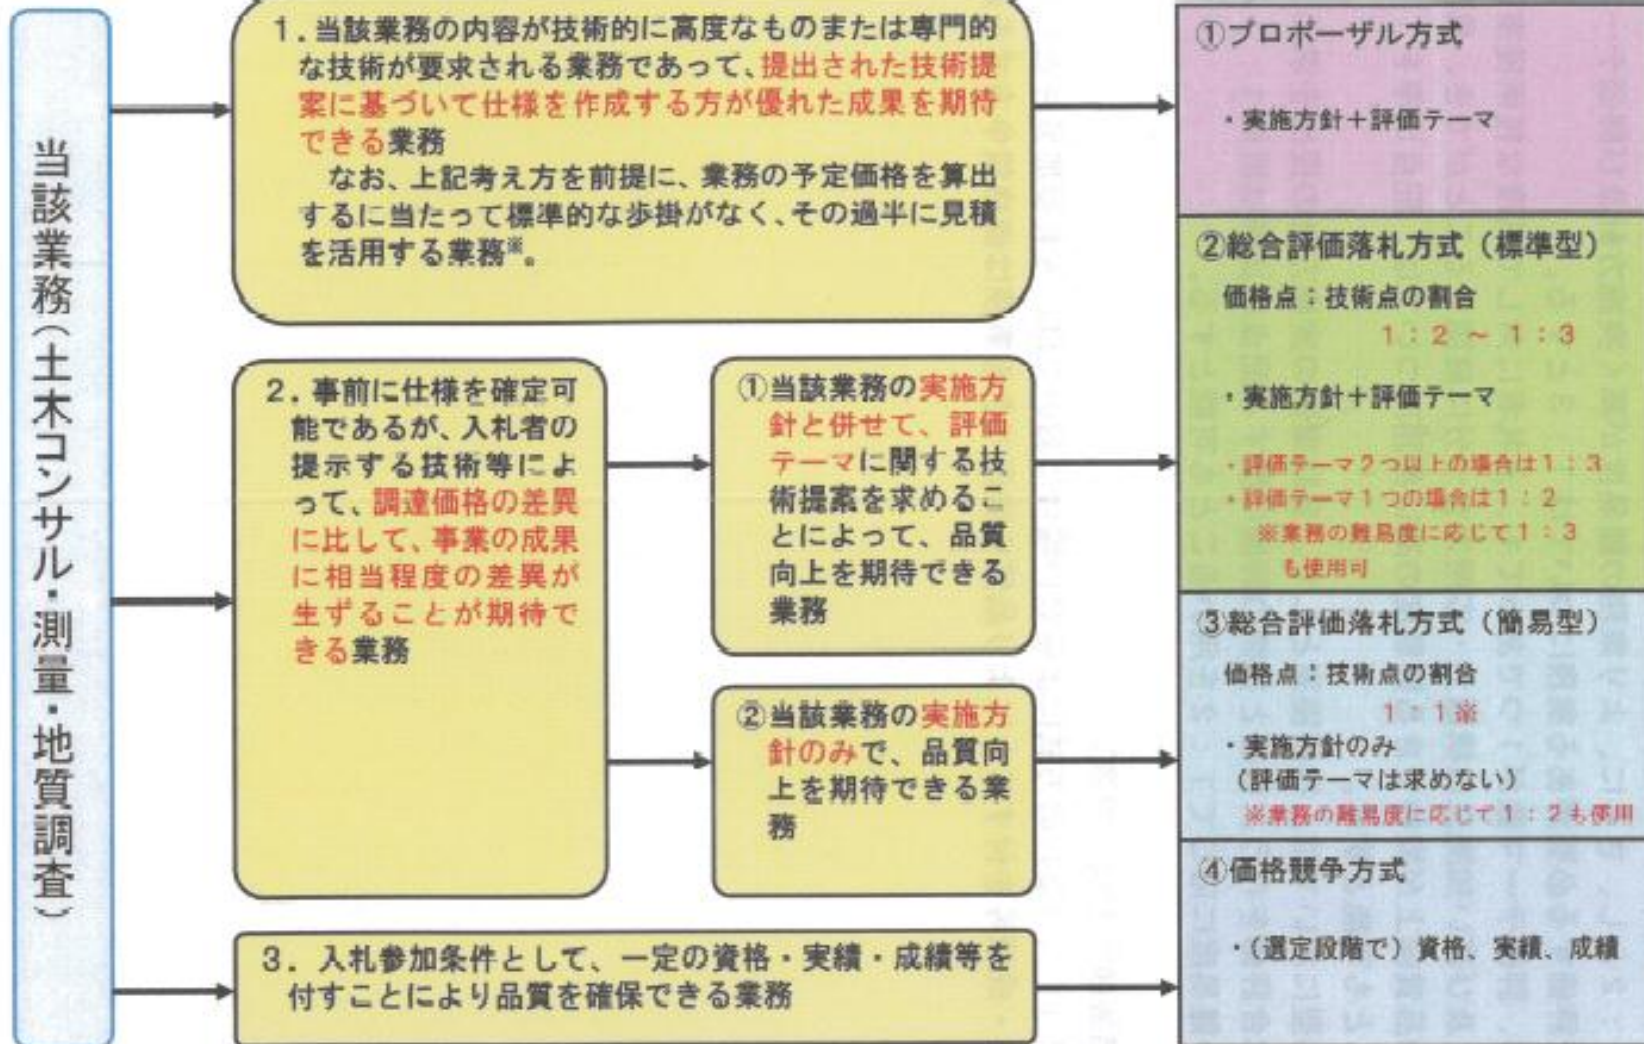 当該業務(土木コンサル・測量・地質調査)
1．当該業務の内容が技術的に高度なものまたは専門的
な技術が要求される業務であって、提出された技術提
案に基づいて仕様を作成する方が優れた成果を期待
できる業務
なお、上記考え方を前提に、業務の予定価格を算出
するに当たって標準的な歩掛がなく、その過半に見積
を活用する業務※。
2．事前に仕様を確定可
能であるが、入札者の
提示する技術等によ
って、調達価格の差異
に比して、事業の成果
に相当程度の差異が
生ずることが期待で
きる業務
①当該業務の実施方
針と併せて、評価
テーマに関する技
術提案を求めるこ
とによって、品質
向上を期待できる
業務
②当該業務の実施方
針のみで、品質向
上を期待できる業
務
3．入札参加条件として、一定の資格・実績・成績等を
付すことにより品質を確保できる業務
①プロポーザル方式
・実施方針＋評価テーマ
②総合評価落札方式（標準型）
価格点：技術点の割合
1：2 ～ 1：3
・実施方針＋評価テーマ
・評価テーマ2つ以上の場合は1：3
・評価テーマ1つの場合は1：2
※業務の難易度に応じて1：3
も使用可
③総合評価落札方式（簡易型）
価格点：技術点の割合
1：1※
・実施方針のみ
（評価テーマは求めない）
※業務の難易度に応じて1：2も使用
④価格競争方式
・（選定段階で）資格、実績、成績